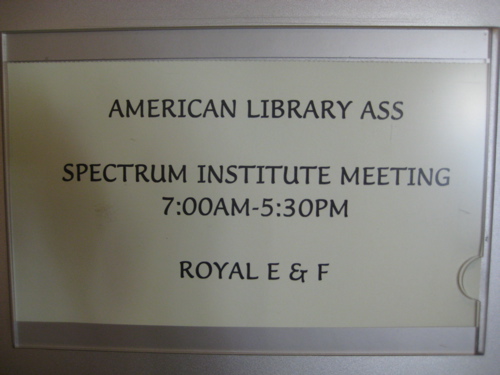 AMERICAN LIBRARY ASS
SPECTRUM INSTITUTE MEETING
7:00AM-5:30PM
ROYAL E & F